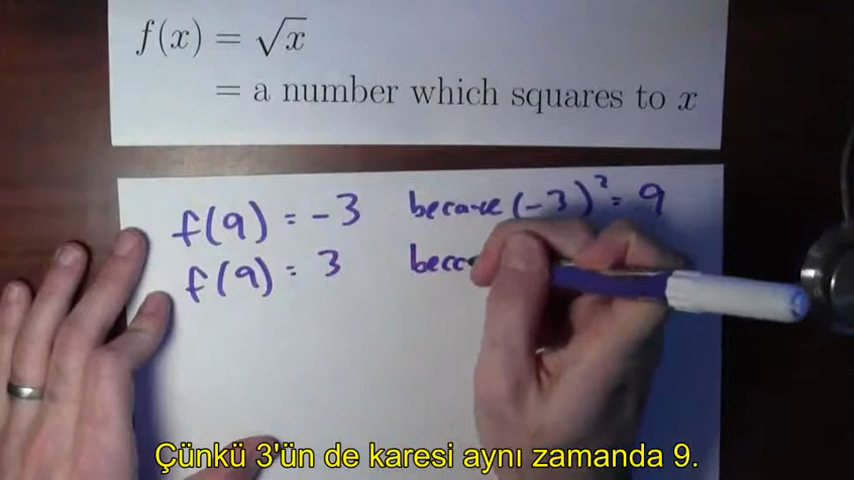 f(x) = √x
= a number which squares to x
f(9) = -3 because (-3)² = 9
f(9) = 3
Çünkü 3'ün de karesi aynı zamanda 9.